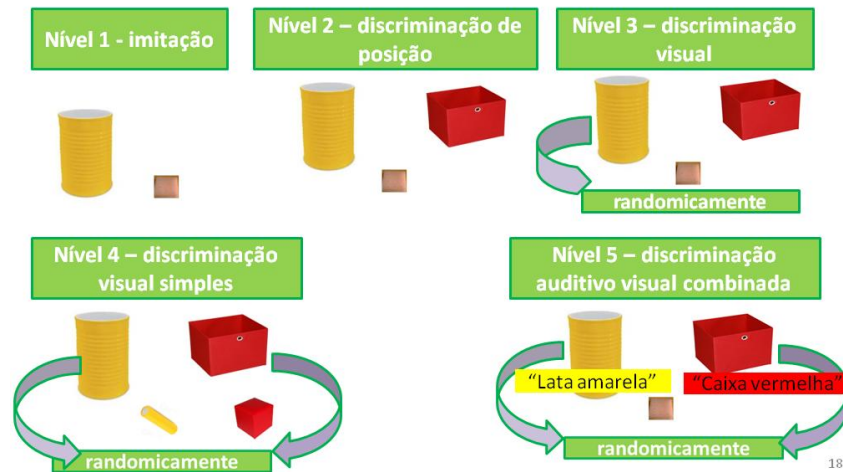 Nível 1 - imitação
Nível 2 – discriminação de
posição
Nível 3 – discriminação
visual
randomicamente
Nível 4 – discriminação
visual simples
randomicamente
Nível 5 – discriminação
auditivo visual combinada
“Lata amarela”
“Caixa vermelha”
randomicamente
18